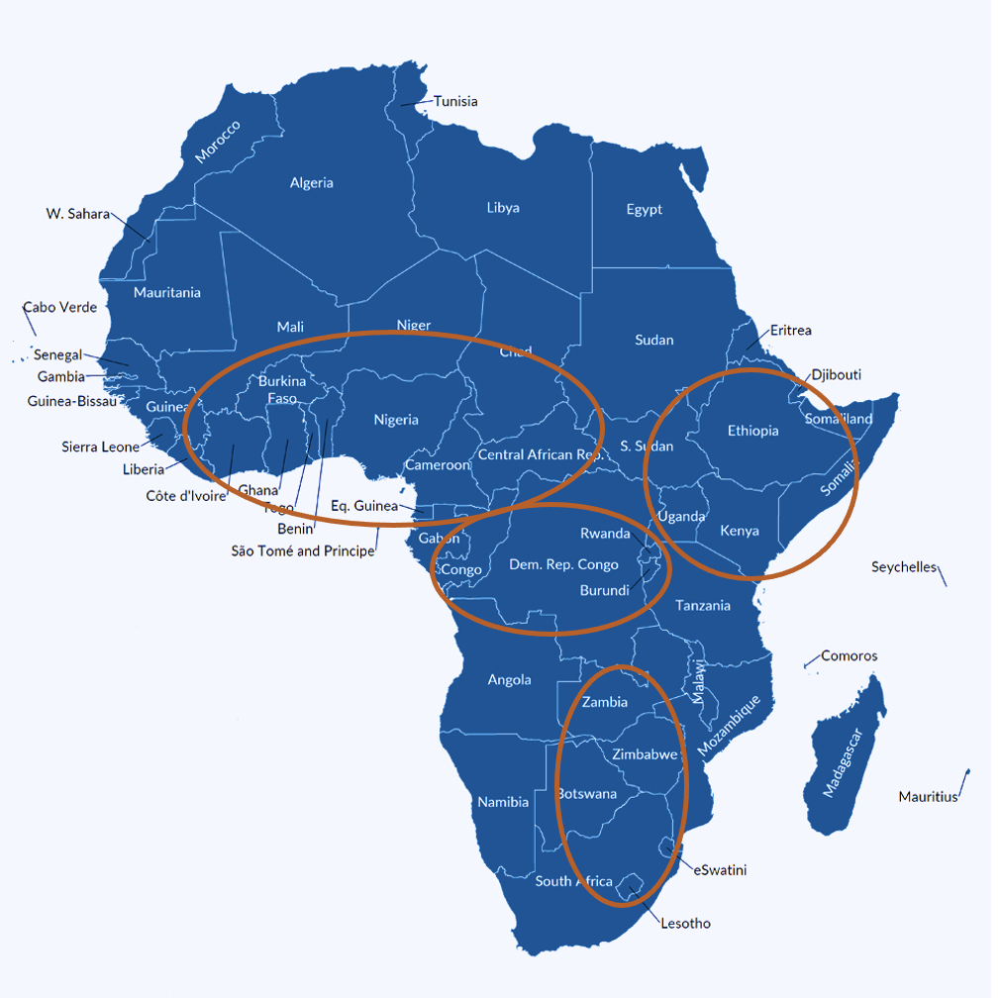 Tunisia
Morocco
Algeria
Libya
Egypt
W. Sahara
Mauritania
Cabo Verde
Mali
Niger
Eritrea
Sudan
Chad
Senegal
Djibouti
Gambia
Burkina
Faso
Guinea-Bissau
Guinea
Nigeria
Somaliland
Ethiopia
Sierra Leone
S. Sudan
Central African Rep.
Cameroon
Liberia
Somalia
Côte d'Ivoire
Ghana
Togo
Eq. Guinea
Uganda
Benin
Kenya
Rwanda
Gabon
São Tomé and Principe
Dem. Rep. Congo
Congo
Seychelles
Burundi
Tanzania
Comoros
Angola
Malawi
Zambia
Mozambique
Zimbabwe
Madagascar
Botswana
Mauritius
Namibia
eSwatini
South Africa
Lesotho